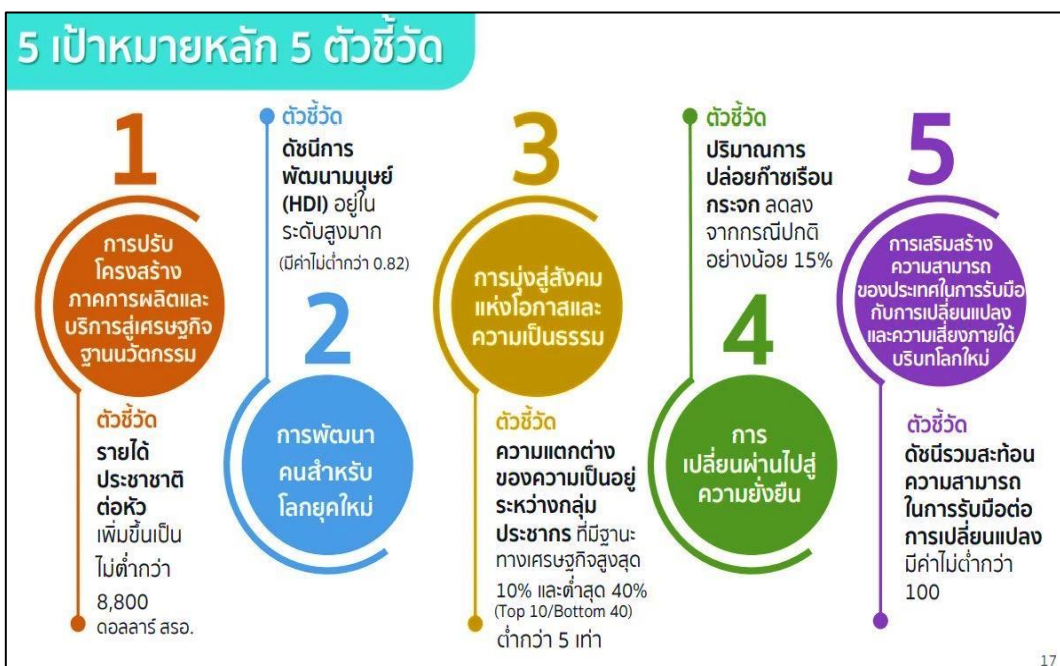 5 เป้าหมายหลัก 5 ตัวชี้วัด
1
การปรับ
โครงสร้าง
ภาคการผลิตและ
บริการสู่เศรษฐกิจ
ฐานนวัตกรรม
ตัวชี้วัด
รายได้
ประชาชาติ
ต่อหัว
เพิ่มขึ้นเป็น
ไม่ต่ำกว่า
8,800
ดอลลาร์ สรอ.
ตัวชี้วัด
ดัชนีการ
พัฒนามนุษย์
(HDI) อยู่ใน
ระดับสูงมาก
(มีค่าไม่ต่ำกว่า 0.82)
2
การพัฒนา
คนสำหรับ
โลกยุคใหม่
3
การมุ่งสู่สังคม
แห่งโอกาสและ
ความเป็นธรรม
ตัวชี้วัด
ความแตกต่าง
ของความเป็นอยู่
ระหว่างกลุ่ม
ประชากร ที่มีฐานะ
ทางเศรษฐกิจสูงสุด
10% และต่ำสุด 40%
(Top 10/Bottom 40)
ต่ำกว่า 5 เท่า
ตัวชี้วัด
ปริมาณการ
ปล่อยก๊าซเรือน
กระจก ลดลง
จากกรณีปกติ
อย่างน้อย 15%
4
การ
เปลี่ยนผ่านไปสู่
ความยั่งยืน
5
การเสริมสร้าง
ความสามารถ
ของประเทศในการรับมือ
กับการเปลี่ยนแปลง
และความเสี่ยงภายใต้
บริบทโลกใหม่
ตัวชี้วัด
ดัชนีรวมสะท้อน
ความสามารถ
ในการรับมือต่อ
การเปลี่ยนแปลง
มีค่าไม่ต่ำกว่า
100
17